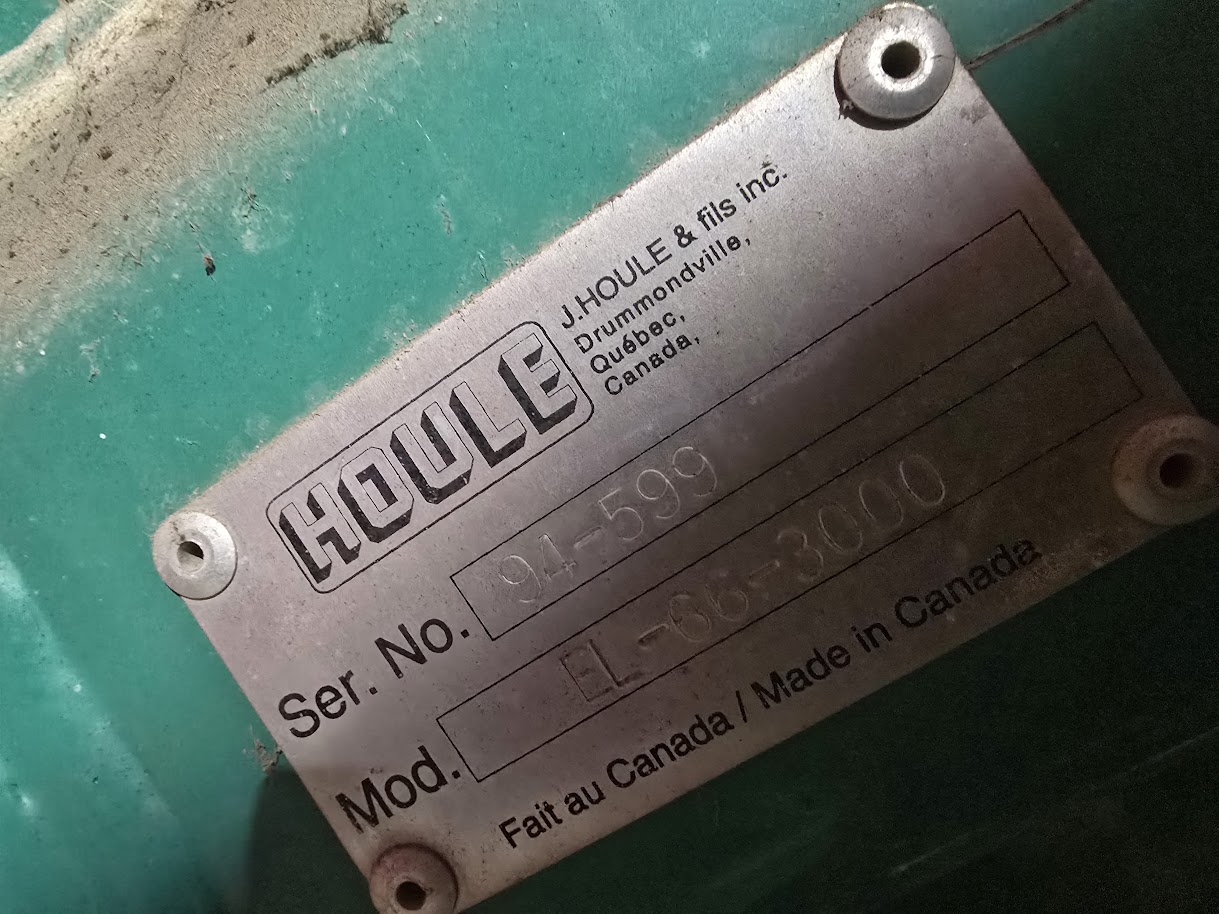 HOULE
J.HOULE & fils inc.
Drummondville,
Québec,
Canada,
Ser. No. 94-599
Mod. EL-66-3000
Fait au Canada / Made in Canada